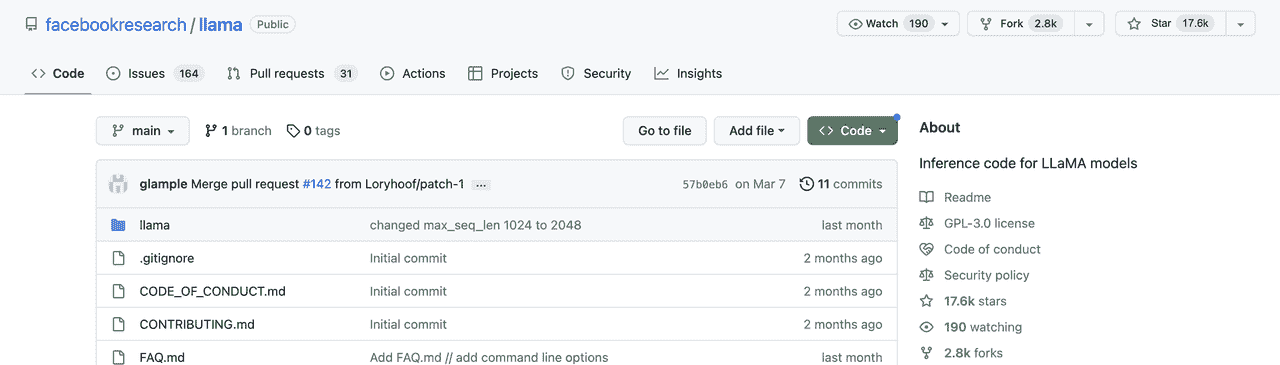 facebookresearch / llama Public Watch 190 Fork 2.8k Star 17.6k
Code Issues 164 Pull requests 31 Actions Projects Security Insights
main 1 branch 0 tags Go to file Add file Code
glample Merge pull request #142 from Loryhoof/patch-1 ... 57b0eb6 on Mar 7 11 commits
llama changed max_seq_len 1024 to 2048 last month
.gitignore Initial commit 2 months ago
CODE_OF_CONDUCT.md Initial commit 2 months ago
CONTRIBUTING.md Initial commit 2 months ago
FAQ.md Add FAQ.md // add command line options last month
About
Inference code for LLaMA models
Readme
GPL-3.0 license
Code of conduct
Security policy
17.6k stars
190 watching
2.8k forks